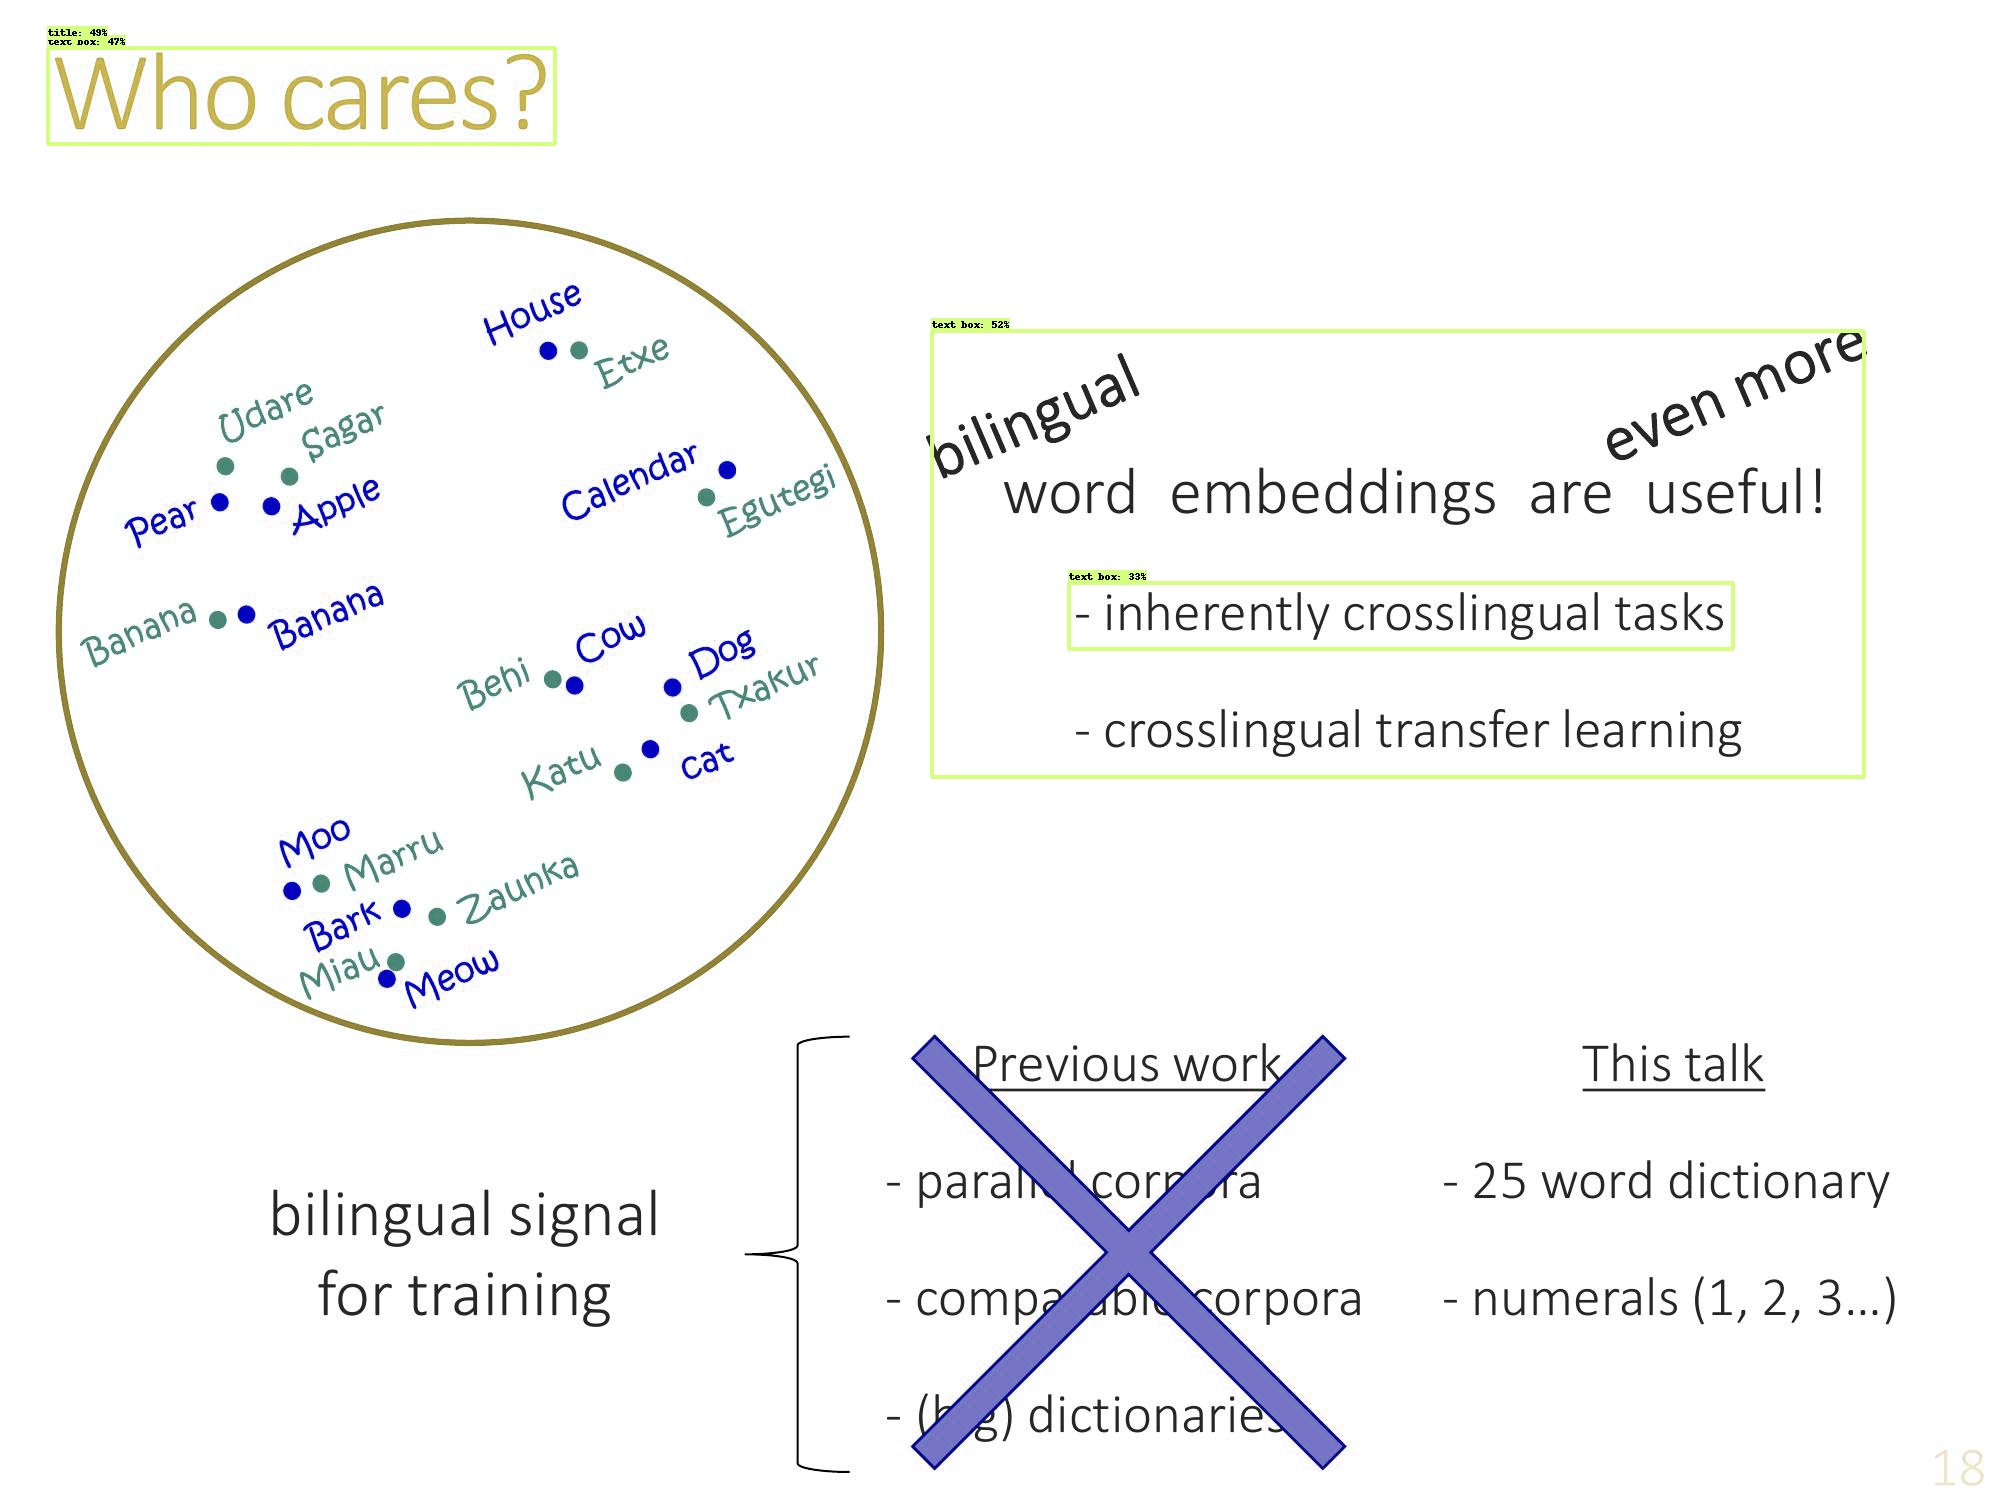 title: 49%
text box: 47%
Who cares?
House
Etxe
Udare
Sagar
Pear
Apple
Calendar
Egutegi
Banana
Banana
Behi
Cow
Dog
Txakur
Katu
cat
Moo
Marru
Bark
Zaunka
Miau
Meow
text box: 52%
bilingual
even more
word embeddings are useful!
text box: 33%
- inherently crosslingual tasks
- crosslingual transfer learning
bilingual signal
for training
Previous work
- parallel corpora
- comparable corpora
- (big) dictionaries
This talk
- 25 word dictionary
- numerals (1, 2, 3...)
18